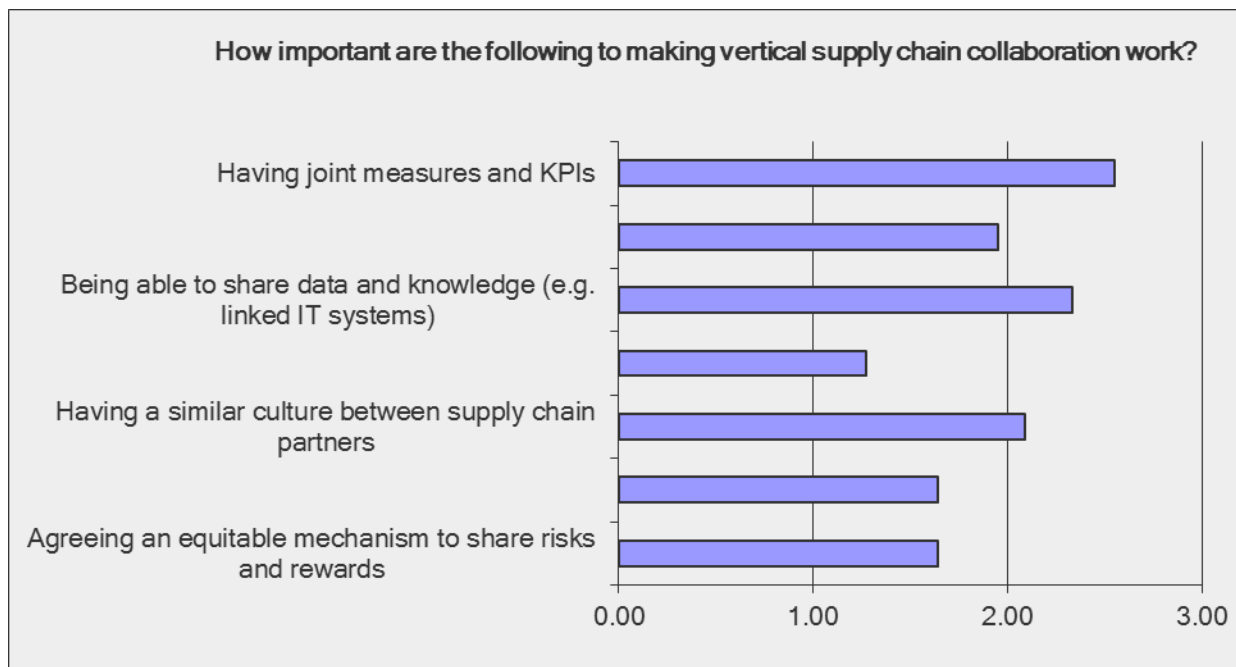 How important are the following to making vertical supply chain collaboration work?
Having joint measures and KPIs
Being able to share data and knowledge (e.g.
linked IT systems)
Having a similar culture between supply chain
partners
Agreeing an equitable mechanism to share risks
and rewards
0.00 1.00 2.00 3.00